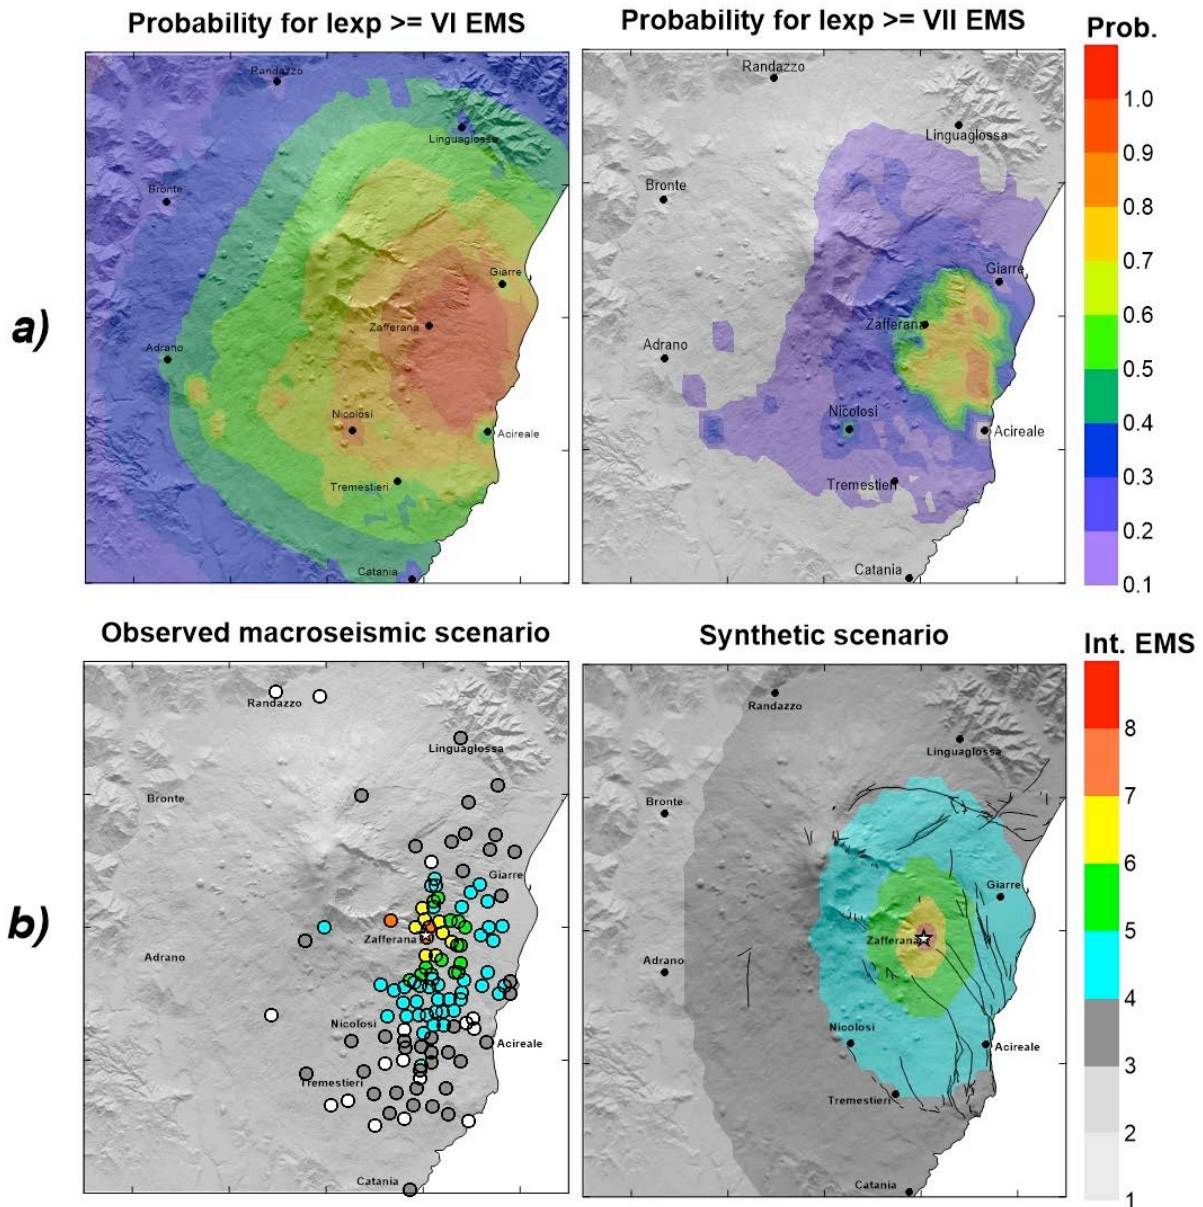 Probability for Iexp >= VI EMS
Probability for Iexp >= VII EMS
Prob.
a)
Randazzo
Linguaglossa
Bronte
Giarre
Zafferana
Adrano
Nicolosi
Acireale
Tremestieri
Catania
Randazzo
Linguaglossa
Bronte
Giarre
Zafferana
Adrano
Nicolosi
Acireale
Tremestieri
Catania
1.0
0.9
0.8
0.7
0.6
0.5
0.4
0.3
0.2
0.1
Observed macroseismic scenario
Synthetic scenario
Int. EMS
b)
Randazzo
Linguaglossa
Bronte
Giarre
Zafferana
Adrano
Nicolosi
Acireale
Tremestieri
Catania
Randazzo
Linguaglossa
Bronte
Giarre
Zafferana
Adrano
Nicolosi
Acireale
Tremestieri
Catania
8
7
6
5
4
3
2
1